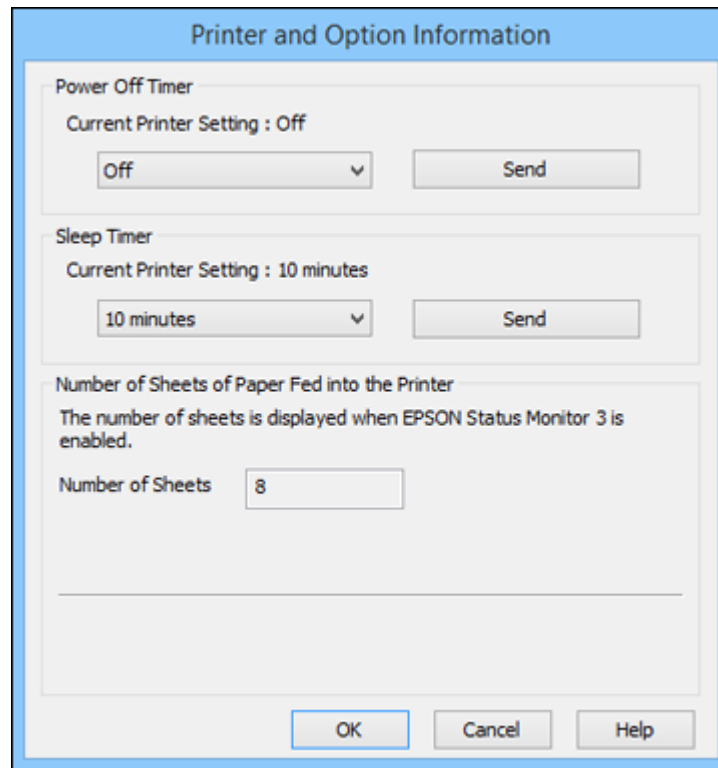 Printer and Option Information
Power Off Timer
Current Printer Setting : Off
Off
Send
Sleep Timer
Current Printer Setting : 10 minutes
10 minutes
Send
Number of Sheets of Paper Fed into the Printer
The number of sheets is displayed when EPSON Status Monitor 3 is
enabled.
Number of Sheets 8
OK Cancel Help